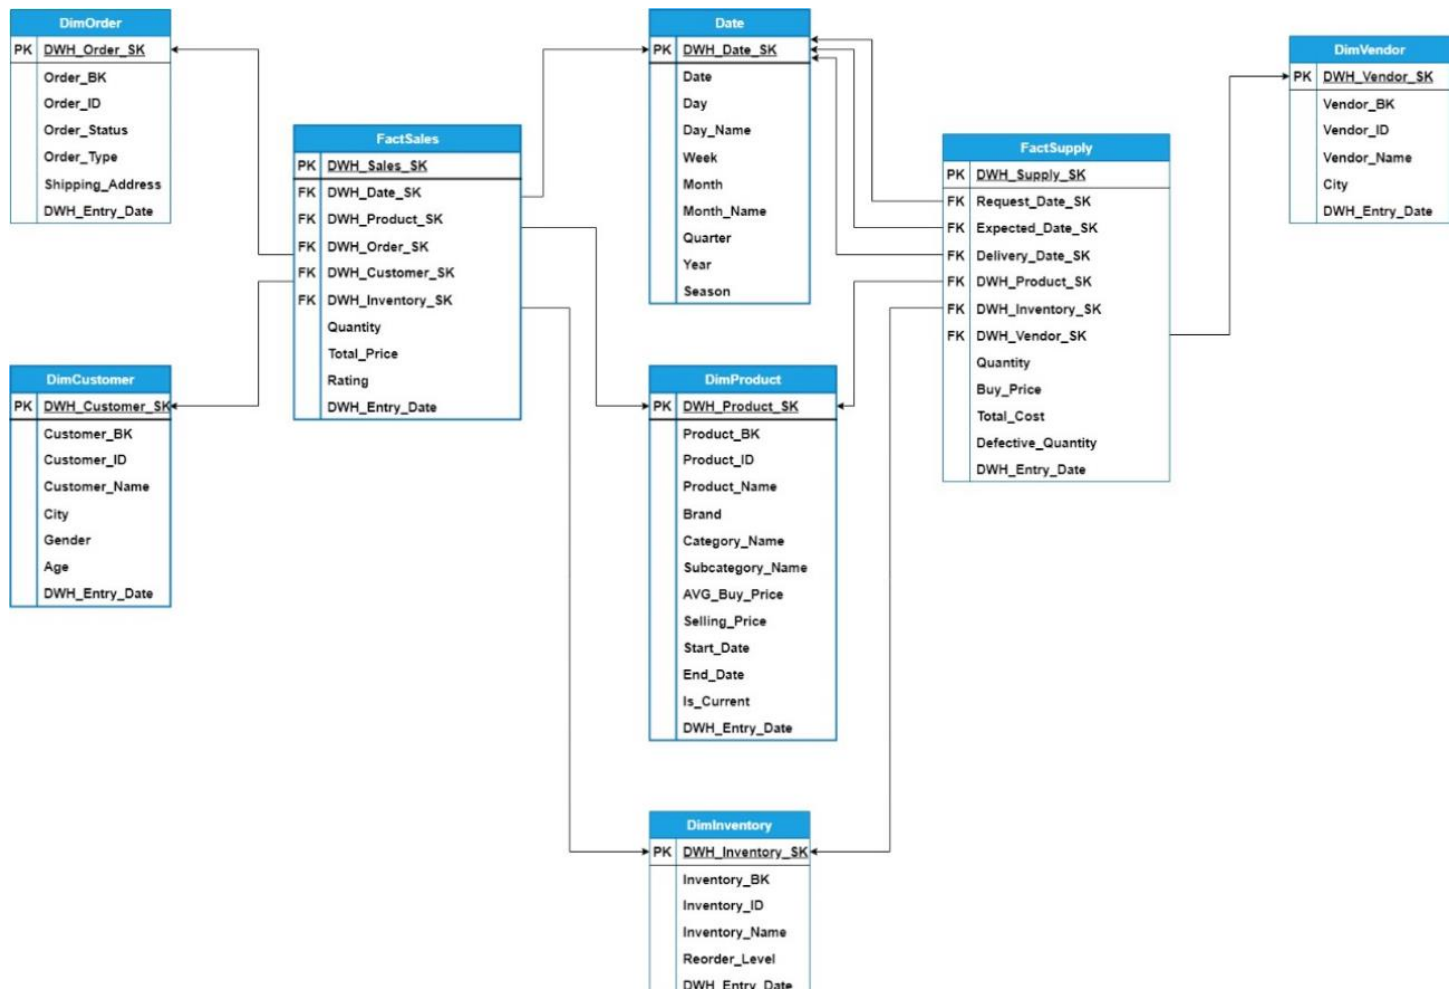 DimOrder
PK DWH_Order_SK
Order_BK
Order_ID
Order_Status
Order_Type
Shipping_Address
DWH_Entry_Date
DimCustomer
PK DWH_Customer_SK
Customer_BK
Customer_ID
Customer_Name
City
Gender
Age
DWH_Entry_Date
FactSales
PK DWH_Sales_SK
FK DWH_Date_SK
FK DWH_Product_SK
FK DWH_Order_SK
FK DWH_Customer_SK
FK DWH_Inventory_SK
Quantity
Total_Price
Rating
DWH_Entry_Date
Date
PK DWH_Date_SK
Date
Day
Day_Name
Week
Month
Month_Name
Quarter
Year
Season
DimProduct
PK DWH_Product_SK
Product_BK
Product_ID
Product_Name
Brand
Category_Name
Subcategory_Name
AVG_Buy_Price
Selling_Price
Start_Date
End_Date
Is_Current
DWH_Entry_Date
DimInventory
PK DWH_Inventory_SK
Inventory_BK
Inventory_ID
Inventory_Name
Reorder_Level
DWH_Entry_Date
FactSupply
PK DWH_Supply_SK
FK Request_Date_SK
FK Expected_Date_SK
FK Delivery_Date_SK
FK DWH_Product_SK
FK DWH_Inventory_SK
FK DWH_Vendor_SK
Quantity
Buy_Price
Total_Cost
Defective_Quantity
DWH_Entry_Date
DimVendor
PK DWH_Vendor_SK
Vendor_BK
Vendor_ID
Vendor_Name
City
DWH_Entry_Date